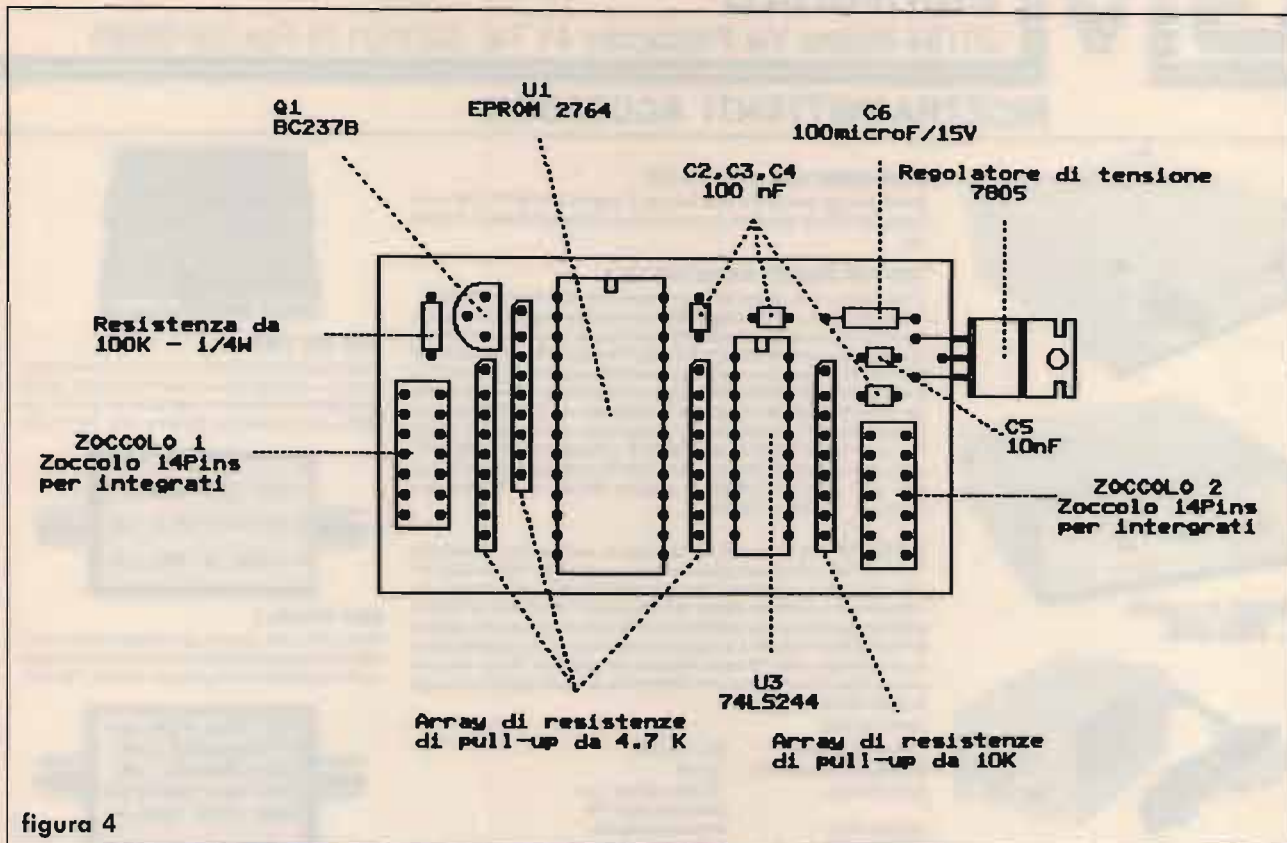 Q1
BC237B
U1
EPROM 2764
C6
100microF/15V
C2,C3,C4
100 nF
Regolatore di tensione
7805
Resistenza da
100K - 1/4W
ZOCCOLO 1
Zoccolo 14Pins
per integrati
C5
10nF
ZOCCOLO 2
Zoccolo 14Pins
per intergrati
U3
74LS244
Array di resistenze
di pull-up da 4.7 K
Array di resistenze
di pull-up da 10K
figura 4